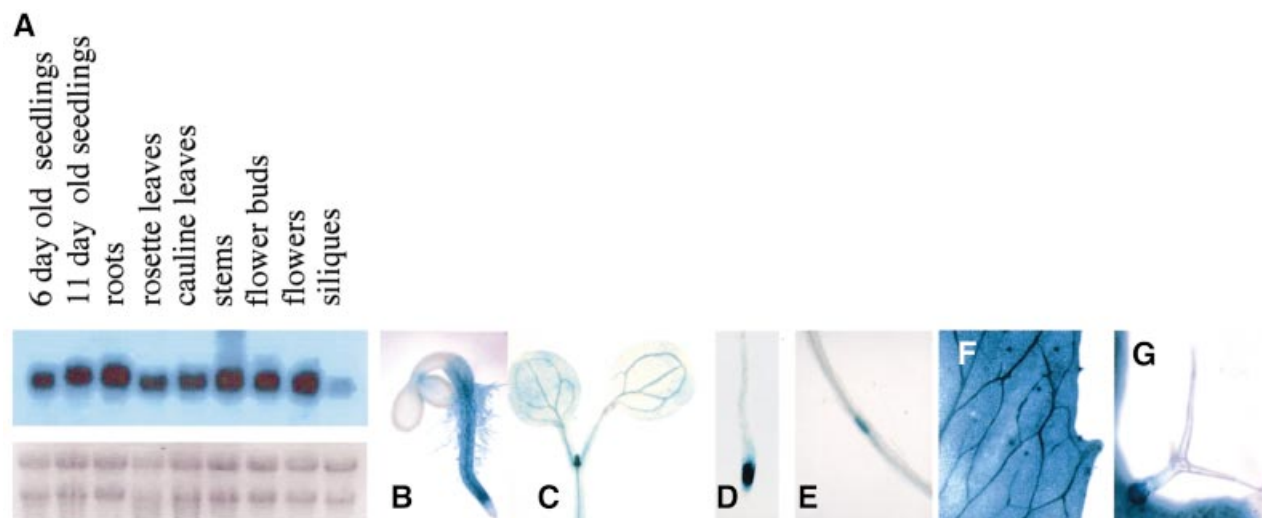 A
6 day old seedlings
11 day old seedlings
roots
rosette leaves
cauline leaves
stems
flower buds
flowers
siliques
B
C
D
E
F
G